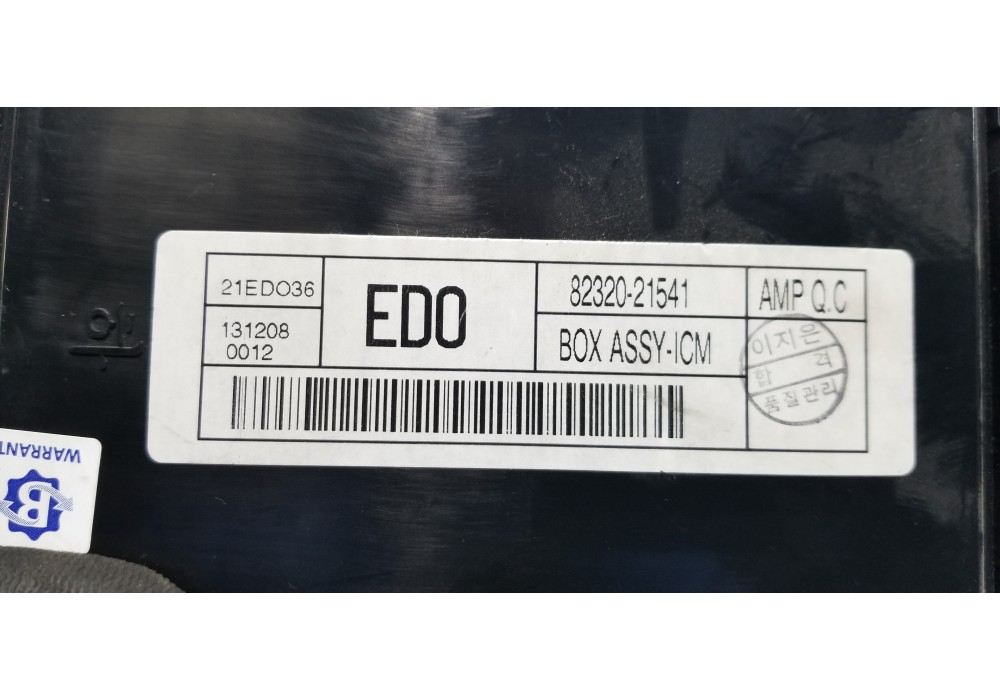 21EDO36
EDO
82320-21541
AMP Q.C
131208
0012
BOX ASSY-ICM
이지은
합 격
품질관리
WARRANT
B